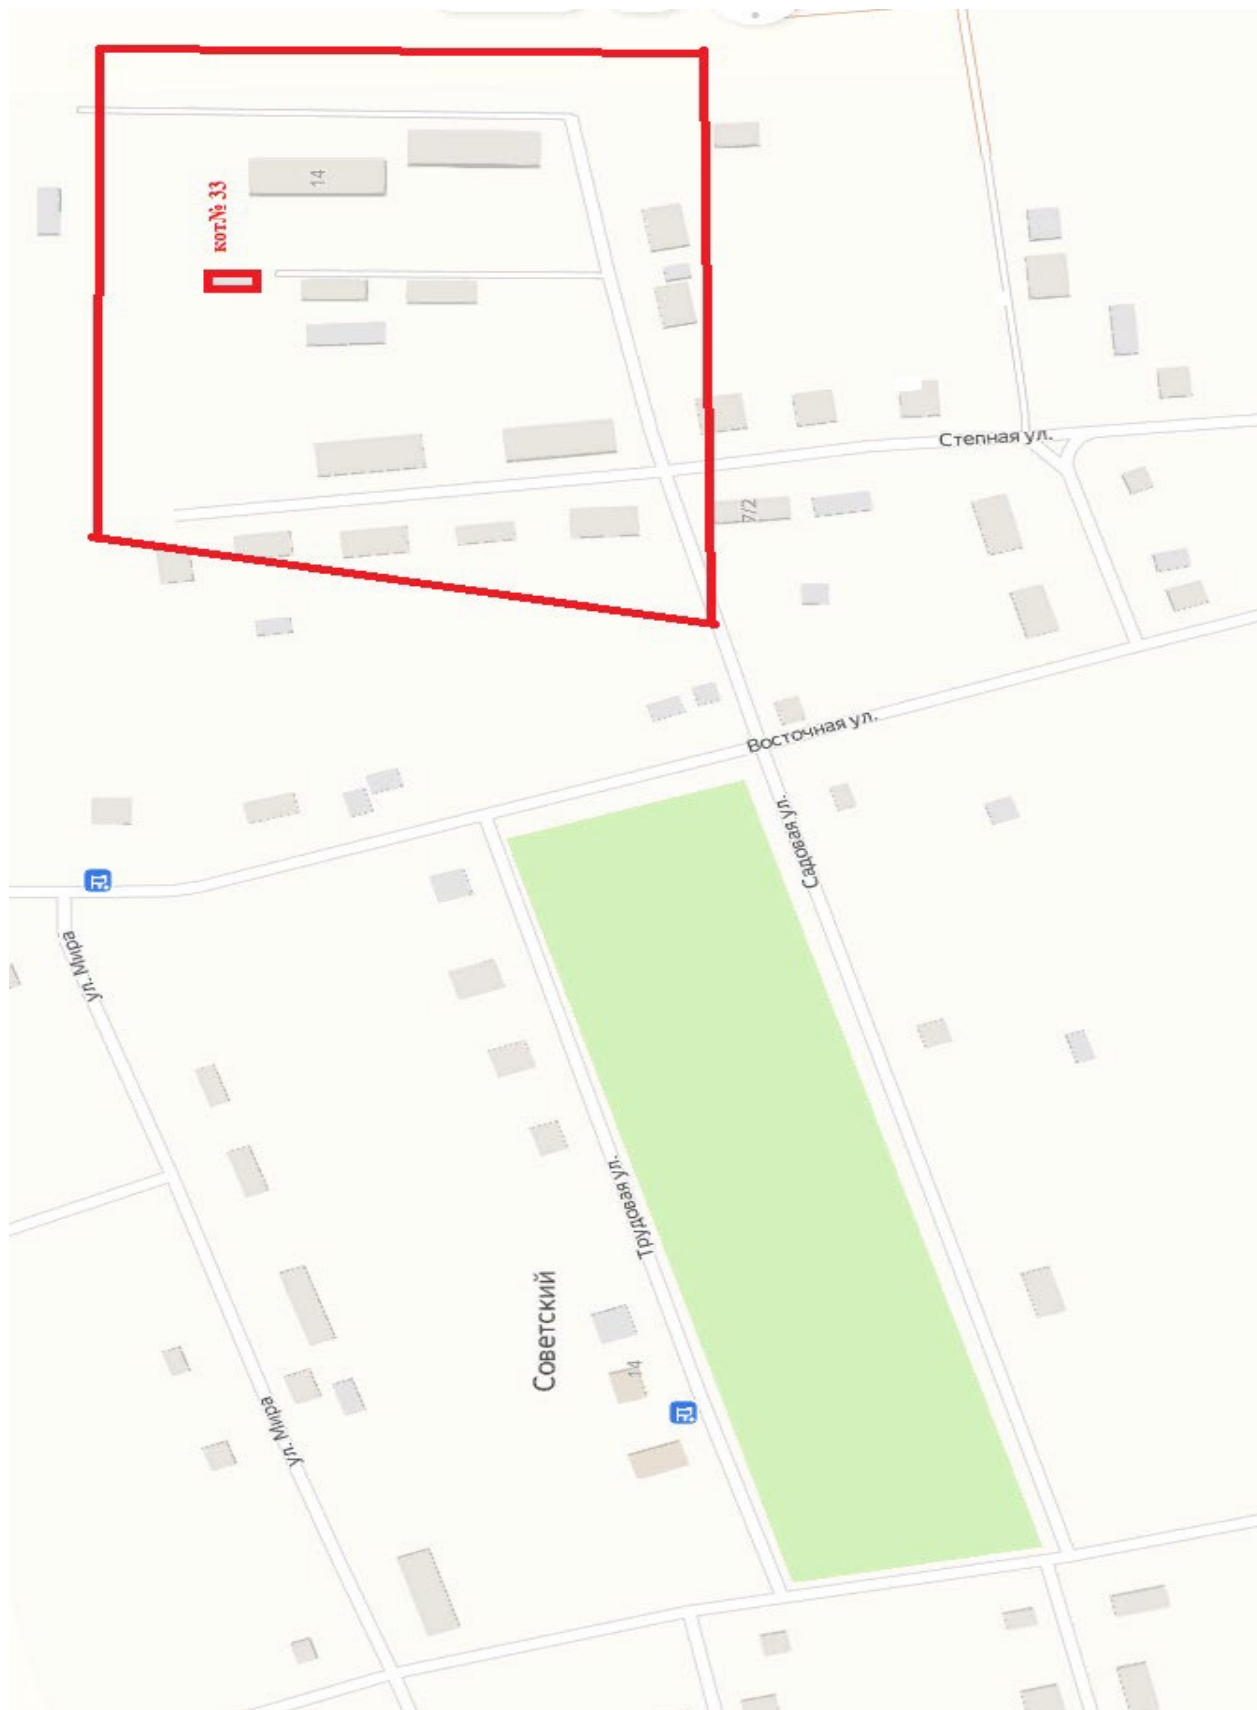 14
кот.№ 33
Степная ул.
7/2
Восточная ул.
Садовая ул.
ул. Мира
Трудовая ул.
Советский
14
ул. Мира